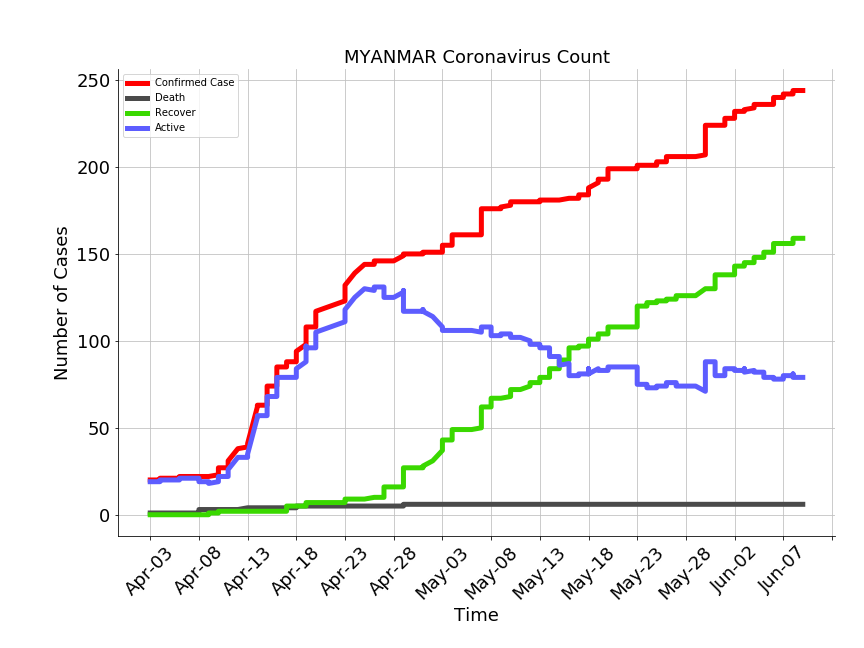 MYANMAR Coronavirus Count
Confirmed Case
Death
Recover
Active
Number of Cases
250
200
150
100
50
0
Apr-03
Apr-08
Apr-13
Apr-18
Apr-23
Apr-28
May-03
May-08
May-13
May-18
May-23
May-28
Jun-02
Jun-07
Time